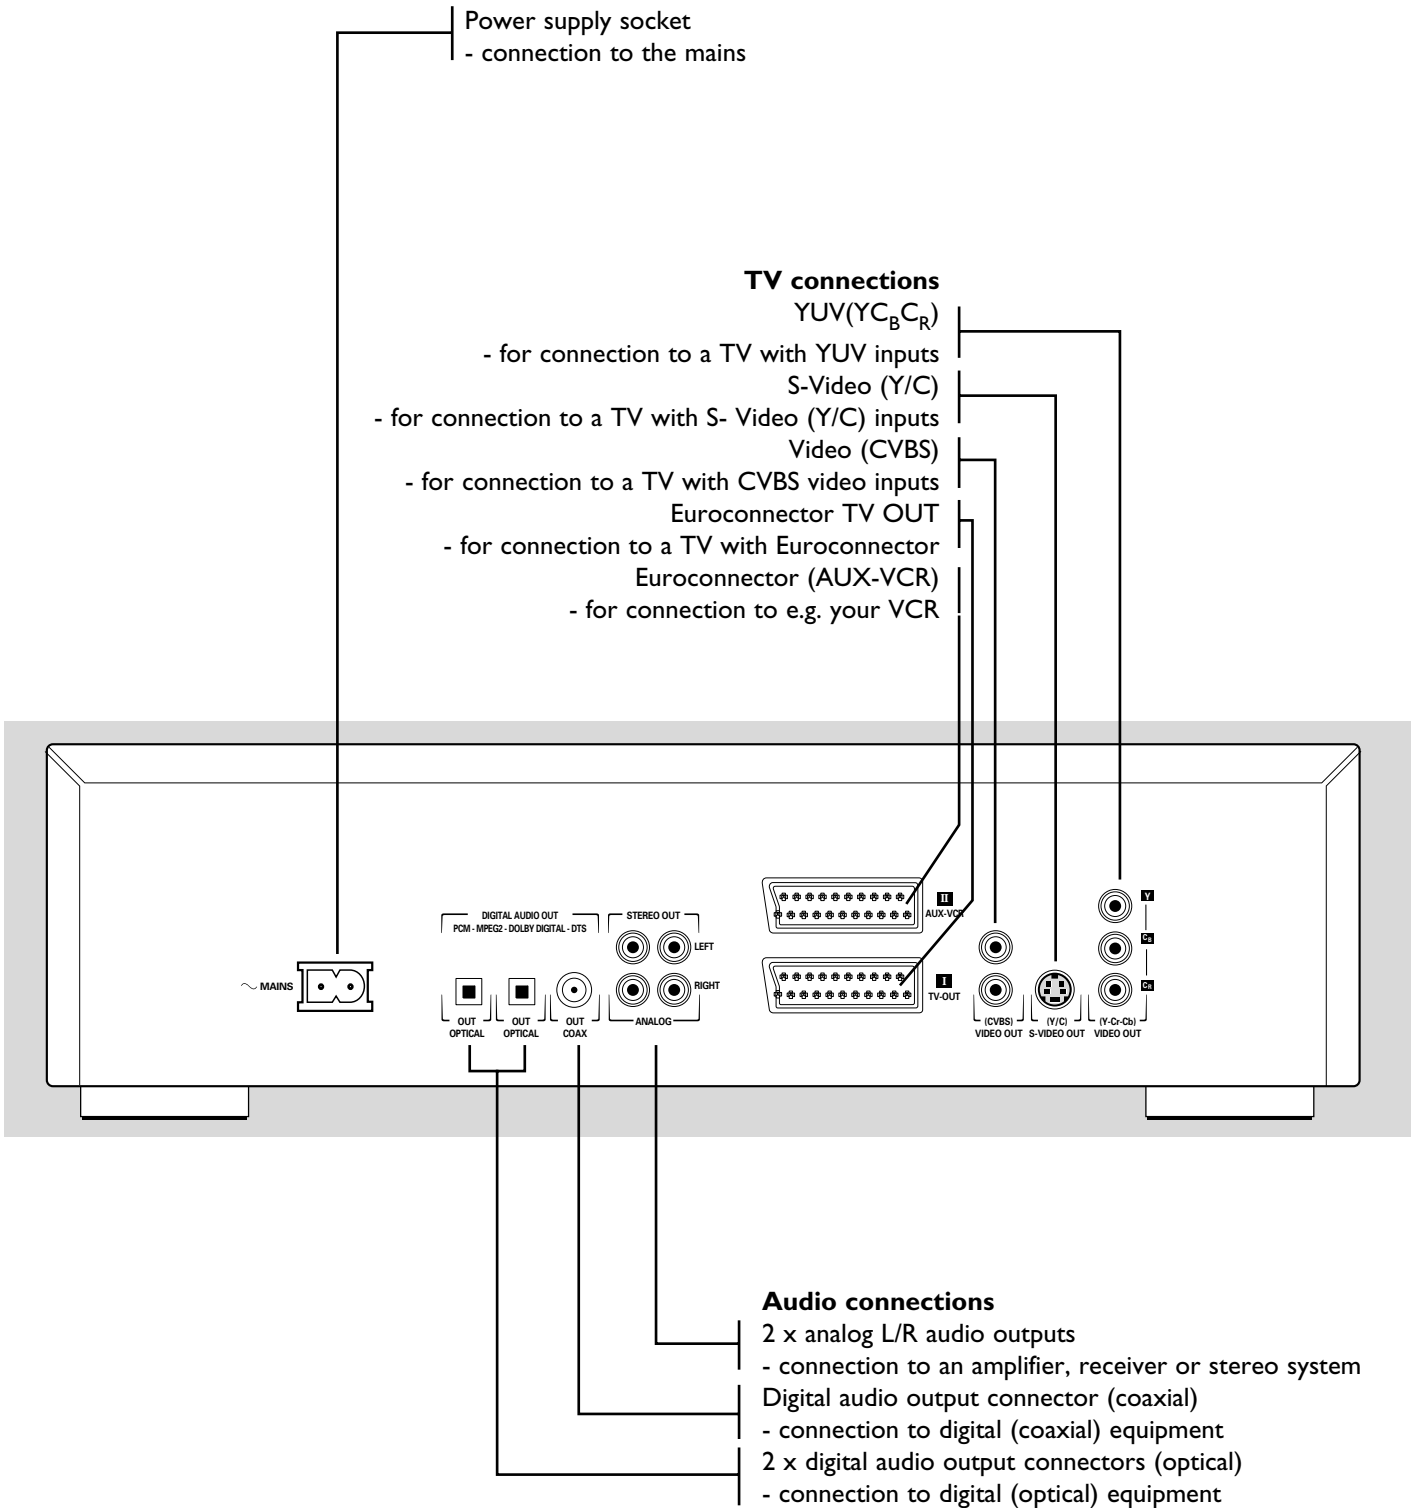 Power supply socket
- connection to the mains
TV connections
YUV(YCBCR)
- for connection to a TV with YUV inputs
S-Video (Y/C)
- for connection to a TV with S- Video (Y/C) inputs
Video (CVBS)
- for connection to a TV with CVBS video inputs
Euroconnector TV OUT
- for connection to a TV with Euroconnector
Euroconnector (AUX-VCR)
- for connection to e.g. your VCR
~ MAINS
DIGITAL AUDIO OUT
PCM - MPEG2 - DOLBY DIGITAL - DTS
OUT
OPTICAL
OUT
OPTICAL
OUT
COAX
STEREO OUT
LEFT
RIGHT
ANALOG
II
AUX-VCR
I
TV-OUT
(CVBS)
VIDEO OUT
(Y/C)
S-VIDEO OUT
(Y-Cr-Cb)
VIDEO OUT
Y
CB
CR
Audio connections
2 x analog L/R audio outputs
- connection to an amplifier, receiver or stereo system
Digital audio output connector (coaxial)
- connection to digital (coaxial) equipment
2 x digital audio output connectors (optical)
- connection to digital (optical) equipment